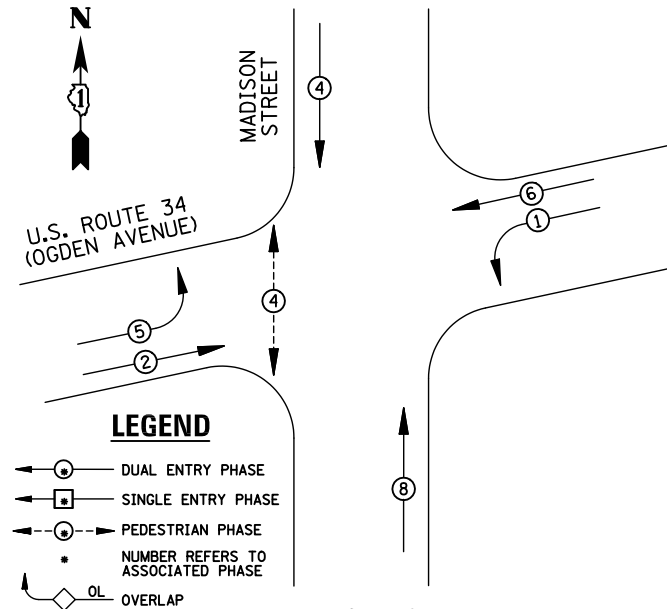 N
1
MADISON
STREET
4
6
1
U.S. ROUTE 34
(OGDEN AVENUE)
4
5
2
8
LEGEND
* DUAL ENTRY PHASE
* SINGLE ENTRY PHASE
* PEDESTRIAN PHASE
* NUMBER REFERS TO
ASSOCIATED PHASE
OL OVERLAP